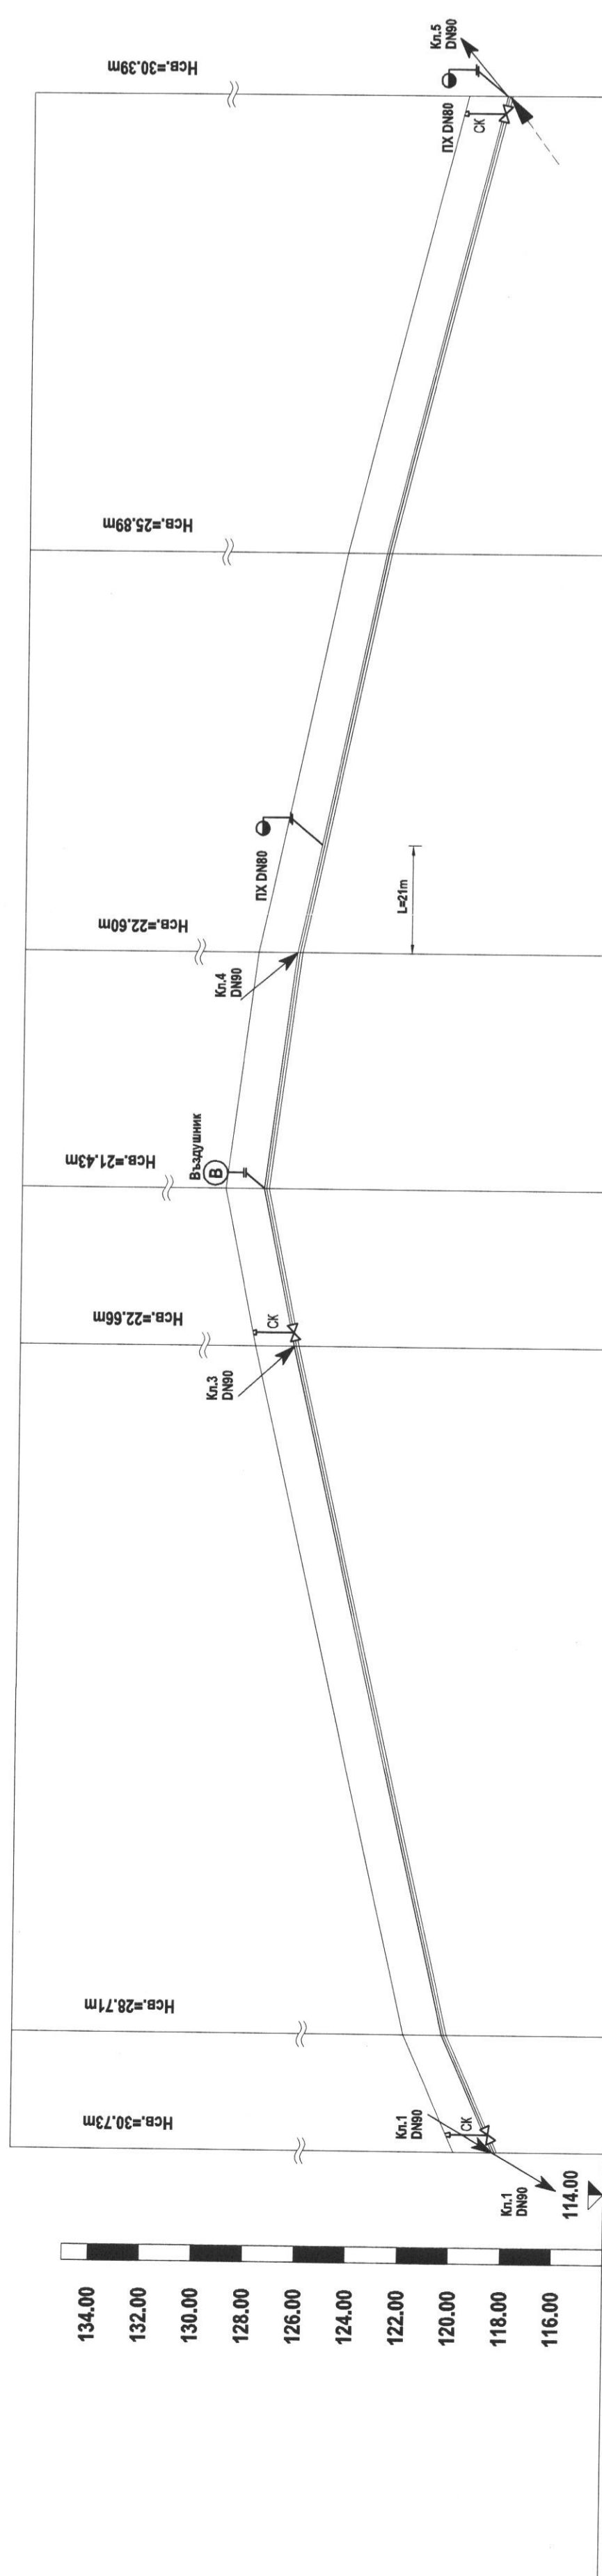 134.00
132.00
130.00
128.00
126.00
124.00
122.00
120.00
118.00
116.00
114.00
Кл.1
DN90
Кл.1
DN90
СК
Нсв.=30.73m
Нсв.=28.71m
Кл.3
DN90
СК
Нсв.=22.66m
Въздушник
В
Нсв.=21.43m
Кл.4
DN90
Нсв.=22.60m
L=21m
ПХ DN80
Нсв.=25.89m
ПХ DN80
СК
Нсв.=30.39m
Кл.5
DN90